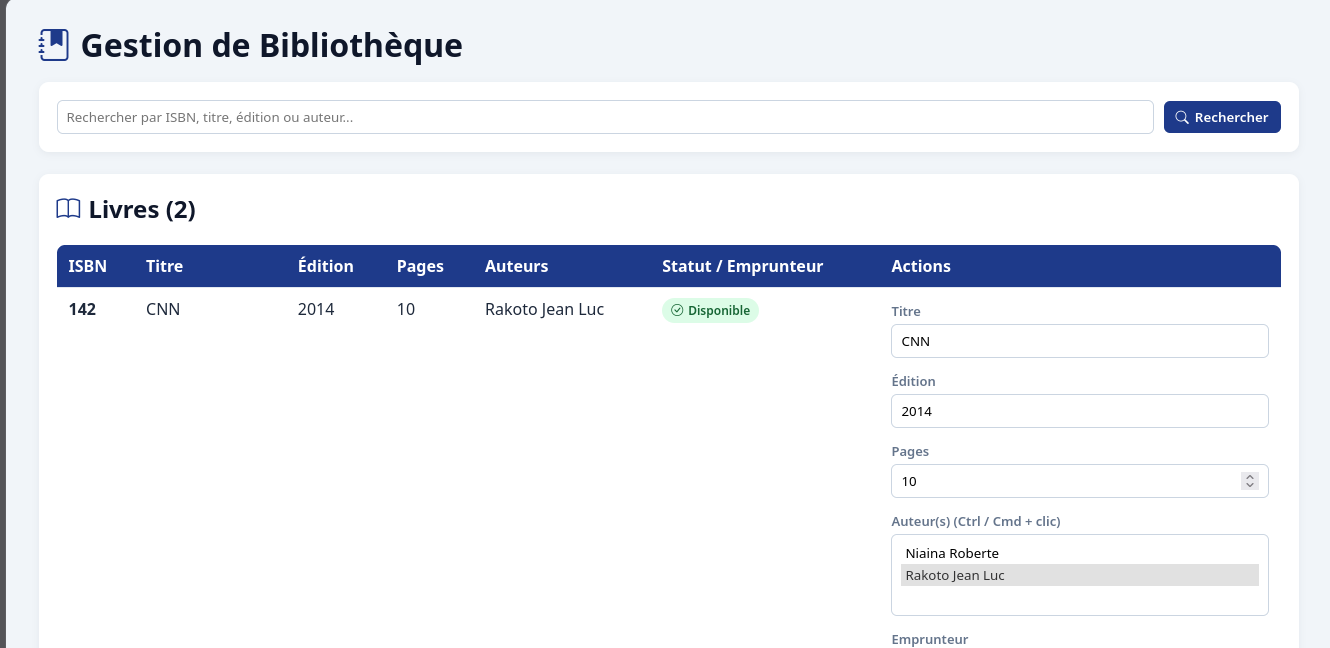 Gestion de Bibliothèque
Rechercher par ISBN, titre, édition ou auteur...
Rechercher
Livres (2)
ISBN Titre Édition Pages Auteurs Statut / Emprunteur Actions
142 CNN 2014 10 Rakoto Jean Luc Disponible
Titre
CNN
Édition
2014
Pages
10
Auteur(s) (Ctrl / Cmd + clic)
Niaina Roberte
Rakoto Jean Luc
Emprunteur